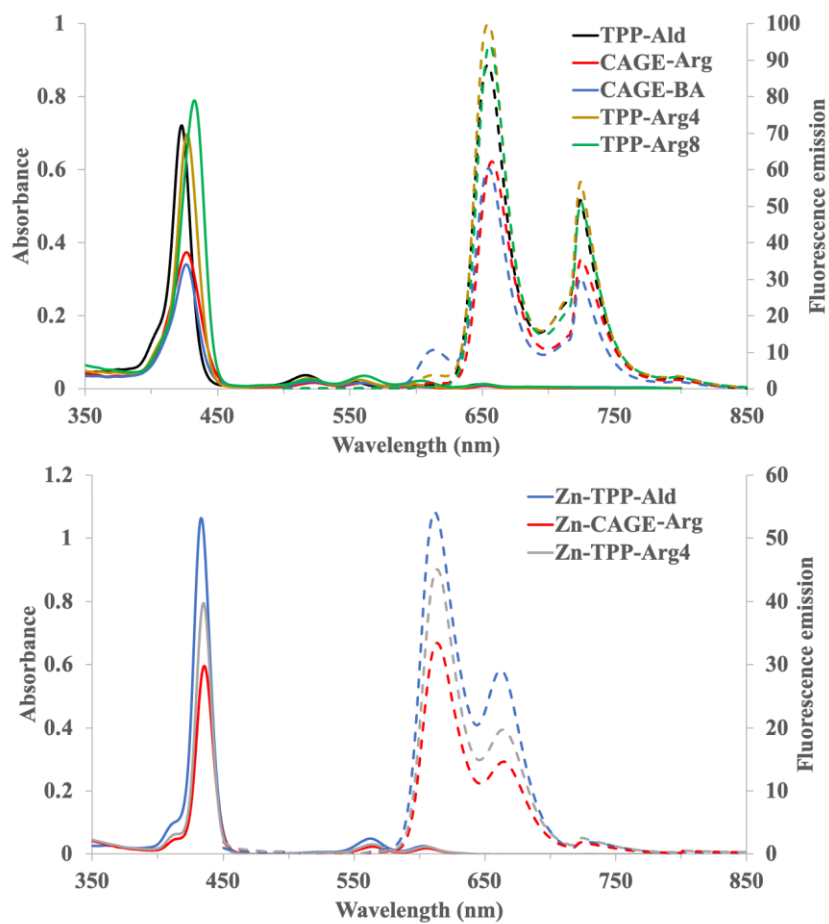 1 100
TPP-Ald
0.8 90
CAGE-Arg
80
CAGE-BA
TPP-Arg4
70
0.6 60
TPP-Arg8
50
0.4 40
30
0.2 20
10
0 0
Absorbance
Fluorescence emission
350 450 550 650 750 850
Wavelength (nm)
1.2 60
Zn-TPP-Ald
1 50
Zn-CAGE-Arg
Zn-TPP-Arg4
0.8 40
0.6 30
0.4 20
0.2 10
0 0
Absorbance
Fluorescence emission
350 450 550 650 750 850
Wavelength (nm)